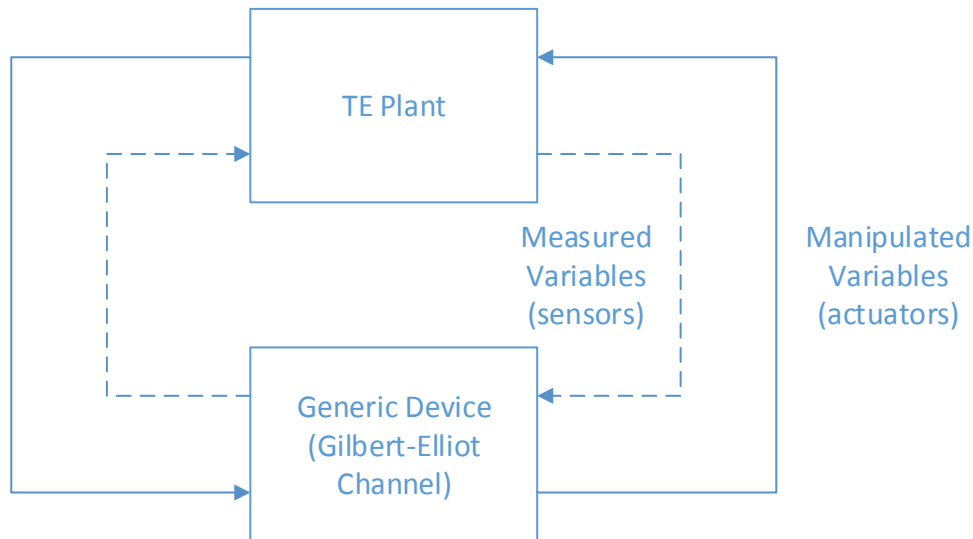 TE Plant
Measured
Variables
(sensors)
Manipulated
Variables
(actuators)
Generic Device
(Gilbert-Elliot
Channel)